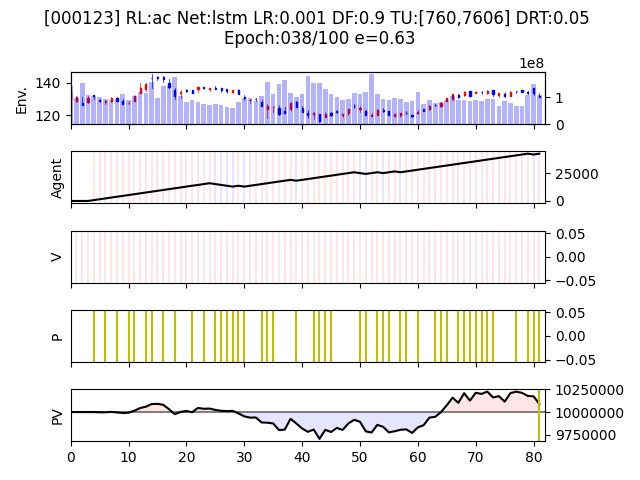 [000123] RL:ac Net:lstm LR:0.001 DF:0.9 TU:[760,7606] DRT:0.05
Epoch:038/100 e=0.63
1e8
Env.
140
120
1
0
Agent
25000
0
V
0.05
0.00
−0.05
P
0.05
0.00
−0.05
PV
10250000
10000000
9750000
0 10 20 30 40 50 60 70 80